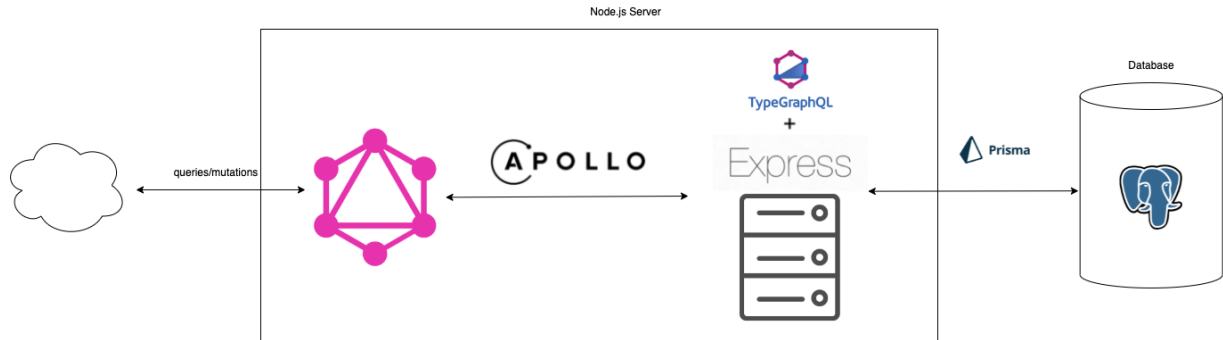 Node.js Server
TypeGraphQL
+
Express
APOLLO
queries/mutations
Prisma
Database